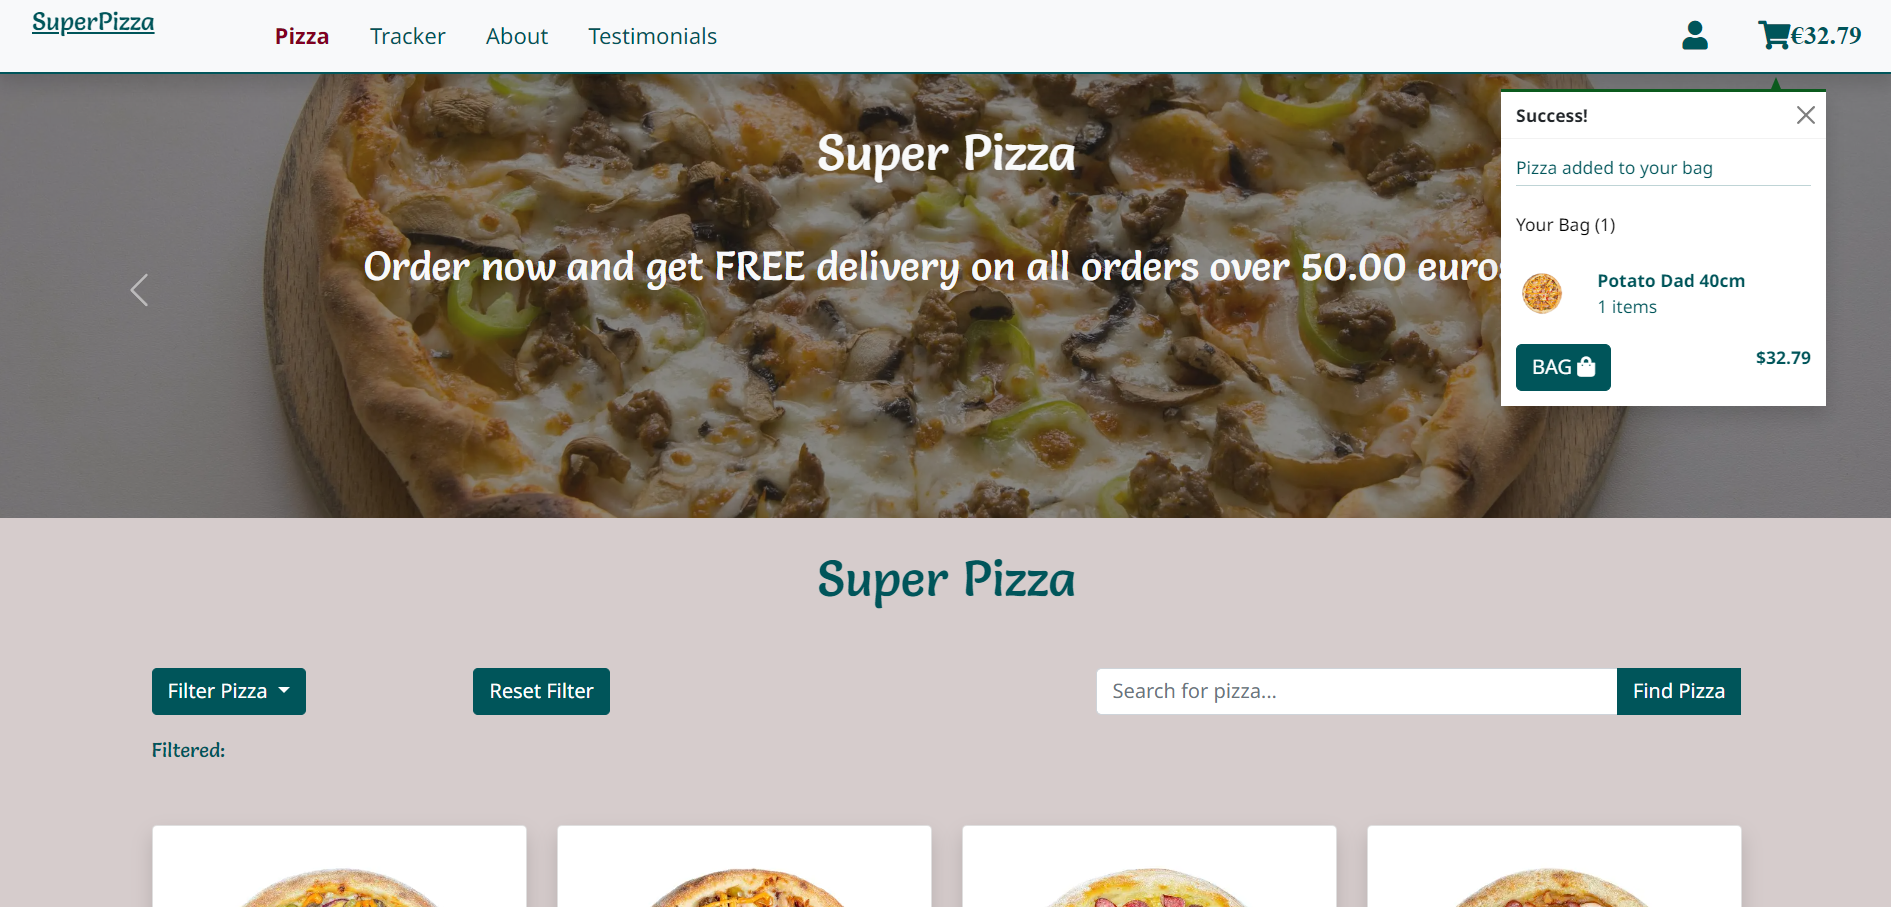 SuperPizza
Pizza
Tracker
About
Testimonials
€32.79
Super Pizza
Order now and get FREE delivery on all orders over 50.00 euros
Success!
Pizza added to your bag
Your Bag (1)
Potato Dad 40cm
1 items
BAG
$32.79
Super Pizza
Filter Pizza
Reset Filter
Search for pizza...
Find Pizza
Filtered: